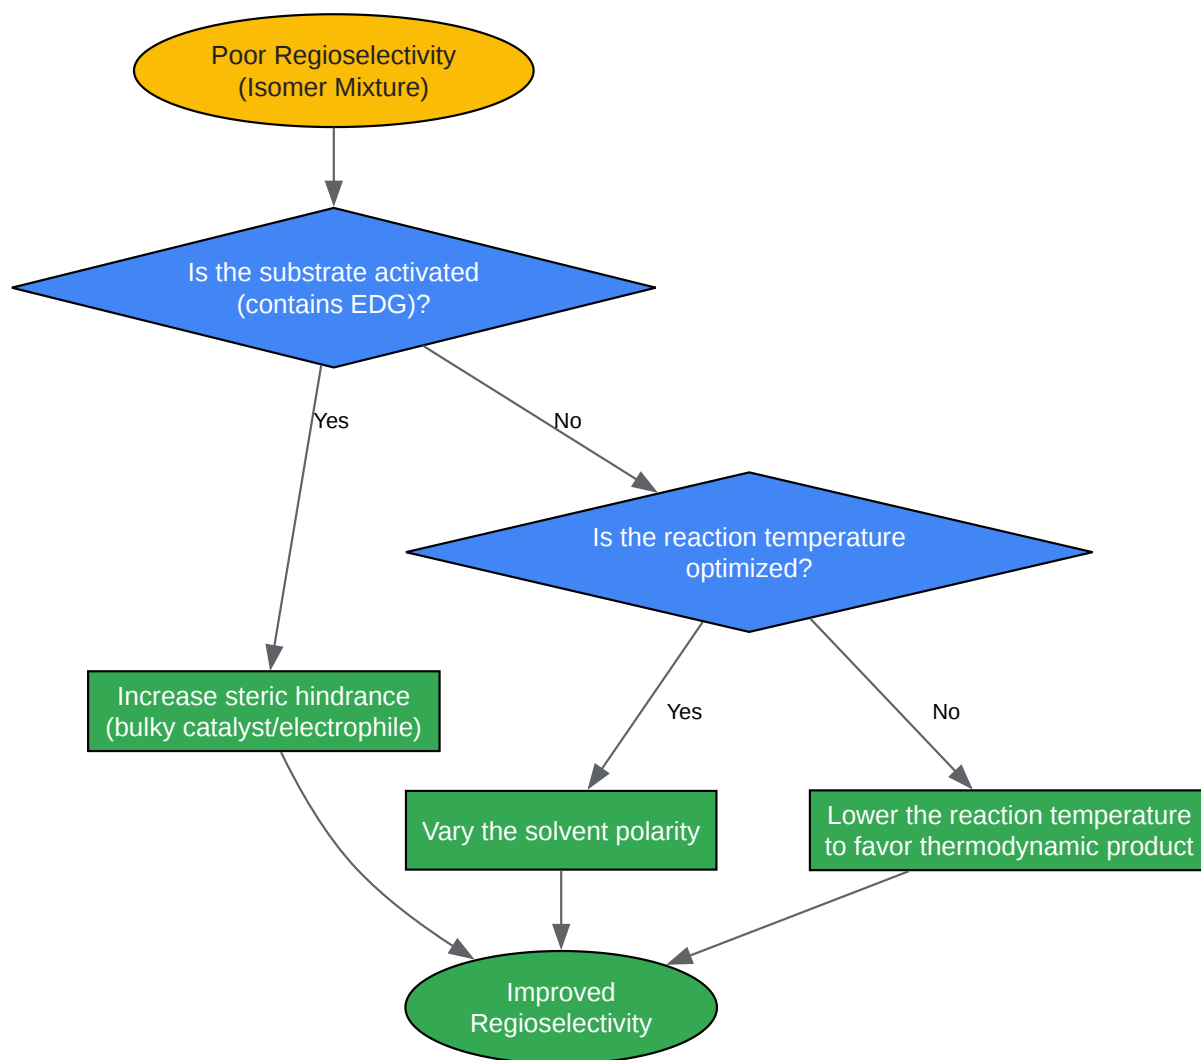 Poor Regioselectivity
(Isomer Mixture)
Is the substrate activated
(contains EDG)?
Yes
No
Is the reaction temperature
optimized?
Increase steric hindrance
(bulky catalyst/electrophile)
Yes
No
Vary the solvent polarity
Lower the reaction temperature
to favor thermodynamic product
Improved
Regioselectivity